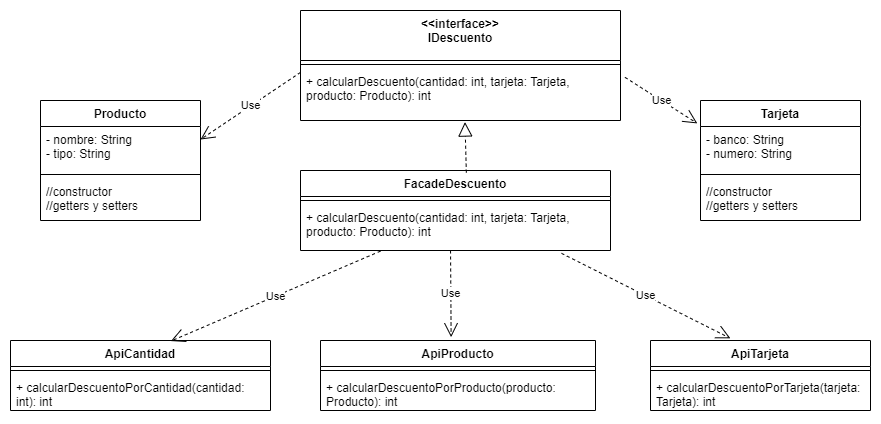 <<interface>>
IDescuento
+ calcularDescuento(cantidad: int, tarjeta: Tarjeta,
producto: Producto): int
Use
Use
Producto
- nombre: String
- tipo: String
//constructor
//getters y setters
Tarjeta
- banco: String
- numero: String
//constructor
//getters y setters
FacadeDescuento
+ calcularDescuento(cantidad: int, tarjeta: Tarjeta,
producto: Producto): int
Use
Use
Use
ApiCantidad
+ calcularDescuentoPorCantidad(cantidad:
int): int
ApiProducto
+ calcularDescuentoPorProducto(producto:
Producto): int
ApiTarjeta
+ calcularDescuentoPorTarjeta(tarjeta:
Tarjeta): int